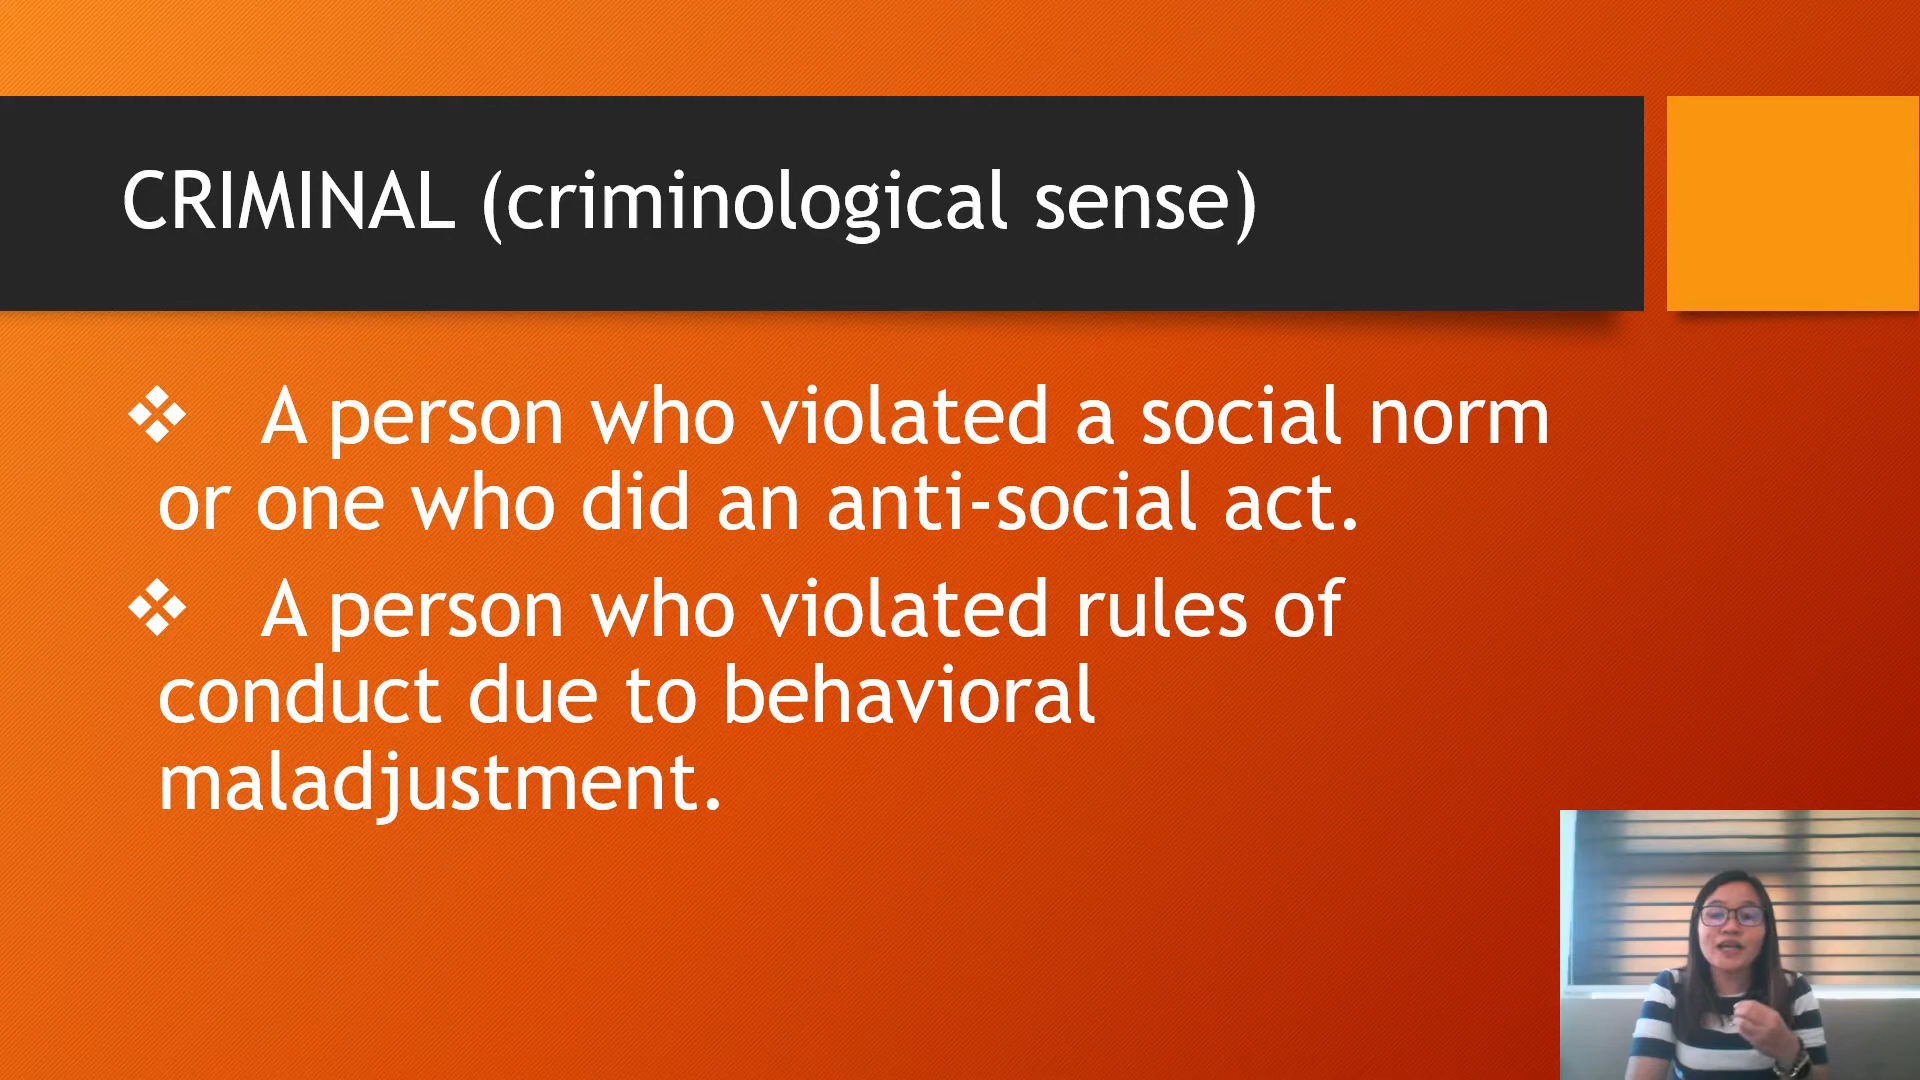 CRIMINAL (criminological sense)
❖ A person who violated a social norm
or one who did an anti-social act.
❖ A person who violated rules of
conduct due to behavioral
maladjustment.